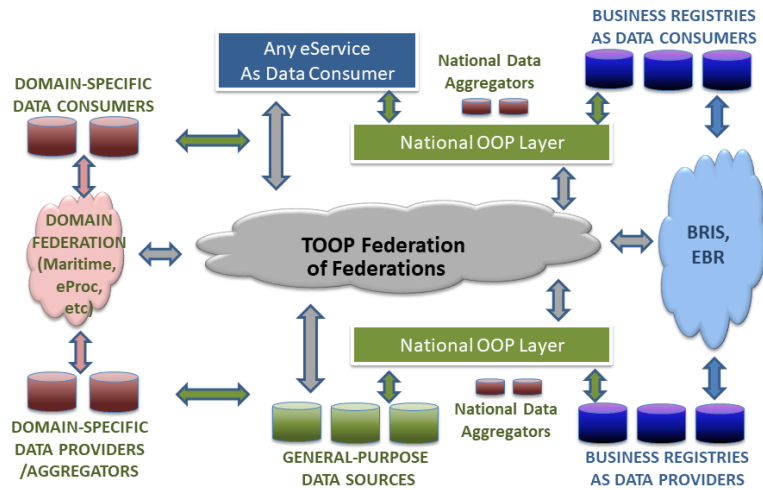 BUSINESS REGISTRIES
AS DATA CONSUMERS
Any eService
As Data Consumer
National Data
Aggregators
DOMAIN-SPECIFIC
DATA CONSUMERS
National OOP Layer
DOMAIN
FEDERATION
(Maritime,
eProc,
etc)
TOOP Federation
of Federations
BRIS,
EBR
National OOP Layer
National Data
Aggregators
DOMAIN-SPECIFIC
DATA PROVIDERS
/AGGREGATORS
GENERAL-PURPOSE
DATA SOURCES
BUSINESS REGISTRIES
AS DATA PROVIDERS